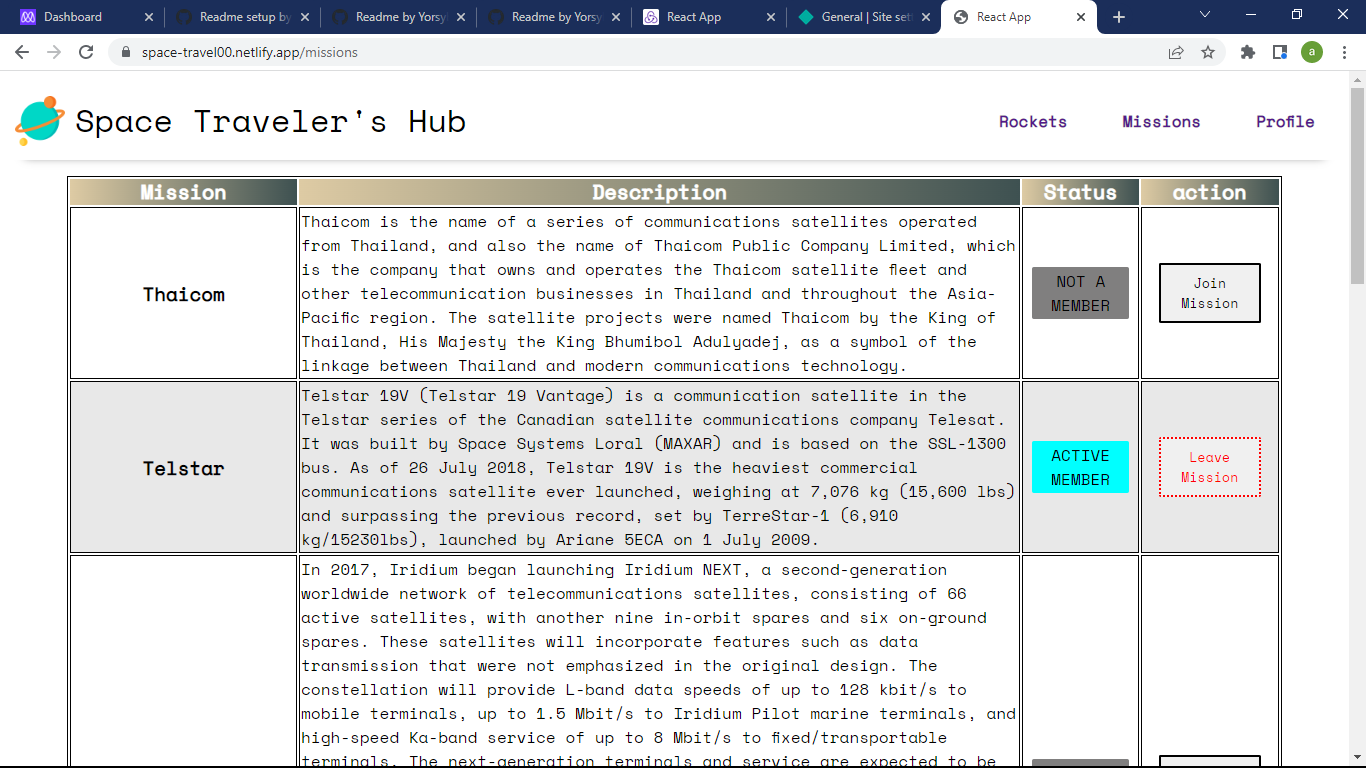 Dashboard
Readme setup by
Readme by Yorsy
Readme by Yorsy
React App
General | Site set
React App
space-travel00.netlify.app/missions
a
Space Traveler's Hub
Rockets
Missions
Profile
Mission
Description
Status
action
Thaicom
Thaicom is the name of a series of communications satellites operated
from Thailand, and also the name of Thaicom Public Company Limited, which
is the company that owns and operates the Thaicom satellite fleet and
other telecommunication businesses in Thailand and throughout the Asia-
Pacific region. The satellite projects were named Thaicom by the King of
Thailand, His Majesty the King Bhumibol Adulyadej, as a symbol of the
linkage between Thailand and modern communications technology.
NOT A
MEMBER
Join
Mission
Telstar
Telstar 19V (Telstar 19 Vantage) is a communication satellite in the
Telstar series of the Canadian satellite communications company Telesat.
It was built by Space Systems Loral (MAXAR) and is based on the SSL-1300
bus. As of 26 July 2018, Telstar 19V is the heaviest commercial
communications satellite ever launched, weighing at 7,076 kg (15,600 lbs)
and surpassing the previous record, set by TerreStar-1 (6,910
kg/15230lbs), launched by Ariane 5ECA on 1 July 2009.
ACTIVE
MEMBER
Leave
Mission
In 2017, Iridium began launching Iridium NEXT, a second-generation
worldwide network of telecommunications satellites, consisting of 66
active satellites, with another nine in-orbit spares and six on-ground
spares. These satellites will incorporate features such as data
transmission that were not emphasized in the original design. The
constellation will provide L-band data speeds of up to 128 kbit/s to
mobile terminals, up to 1.5 Mbit/s to Iridium Pilot marine terminals, and
high-speed Ka-band service of up to 8 Mbit/s to fixed/transportable
terminals. The next-generation terminals and service are expected to be